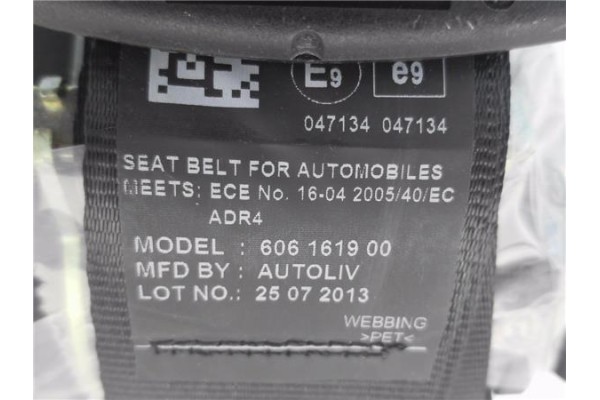 E9 e9
047134 047134
SEAT BELT FOR AUTOMOBILES
MEETS: ECE No. 16-04 2005/40/EC
ADR4
MODEL : 606 1619 00
MFD BY : AUTOLIV
LOT NO.: 25 07 2013
WEBBING
>PET<